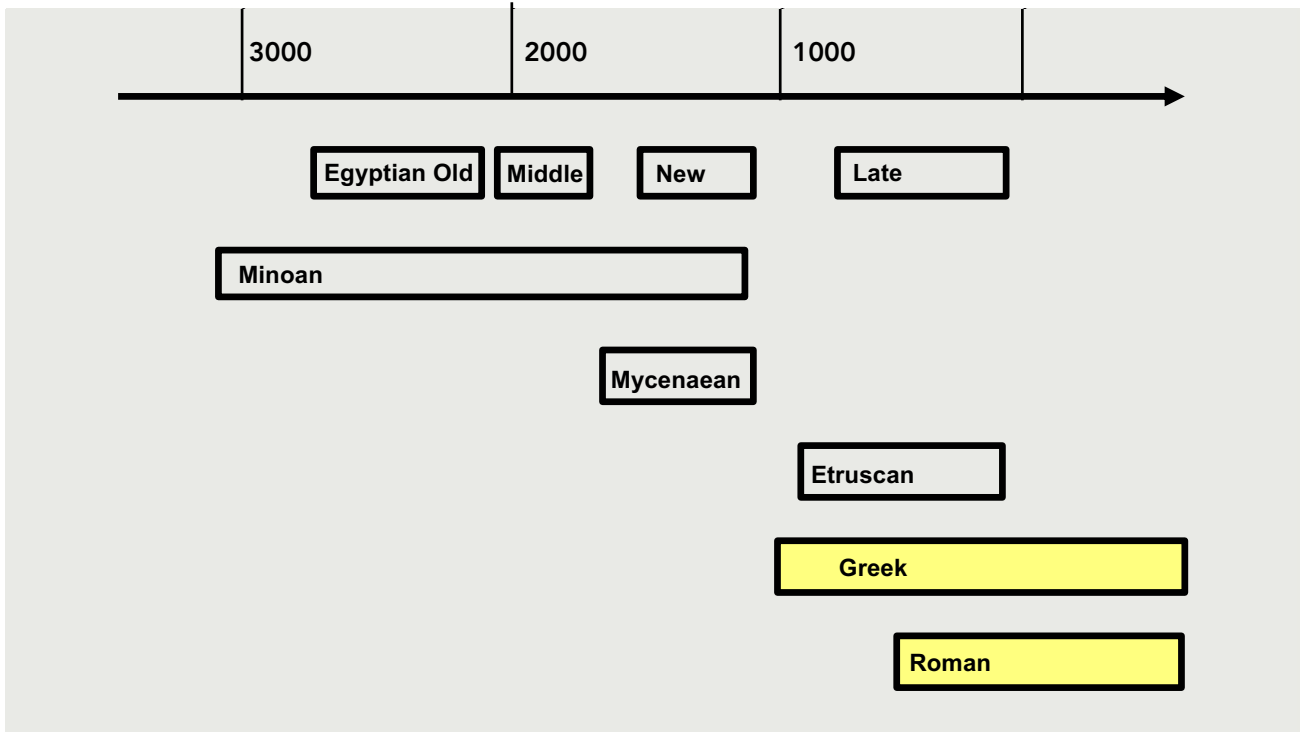 3000 2000 1000
Egyptian Old Middle New Late
Minoan
Mycenaean
Etruscan
Greek
Roman